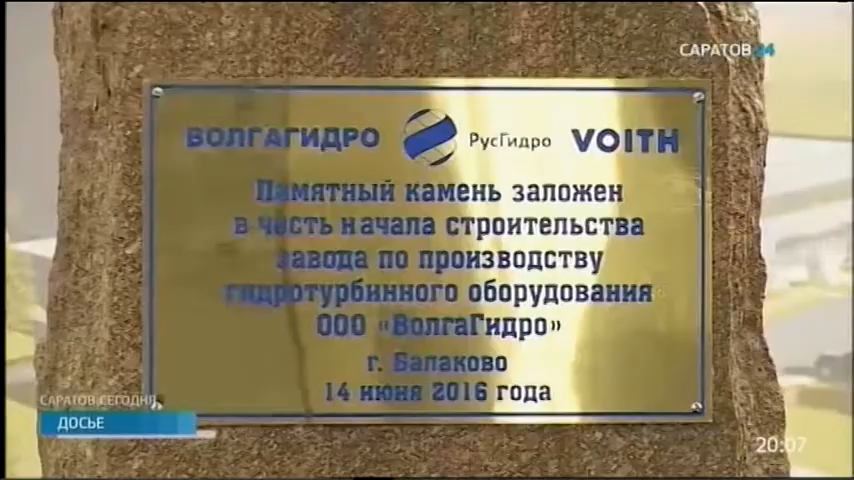 САРАТОВ 24
ВОЛГАГИДРО РусГидро VOITH
Памятный камень заложен
в честь начала строительства
завода по производству
гидротурбинного оборудования
ООО «ВолгаГидро»
г. Балаково
14 июня 2016 года
САРАТОВ СЕГОДНЯ
ДОСЬЕ
20:07